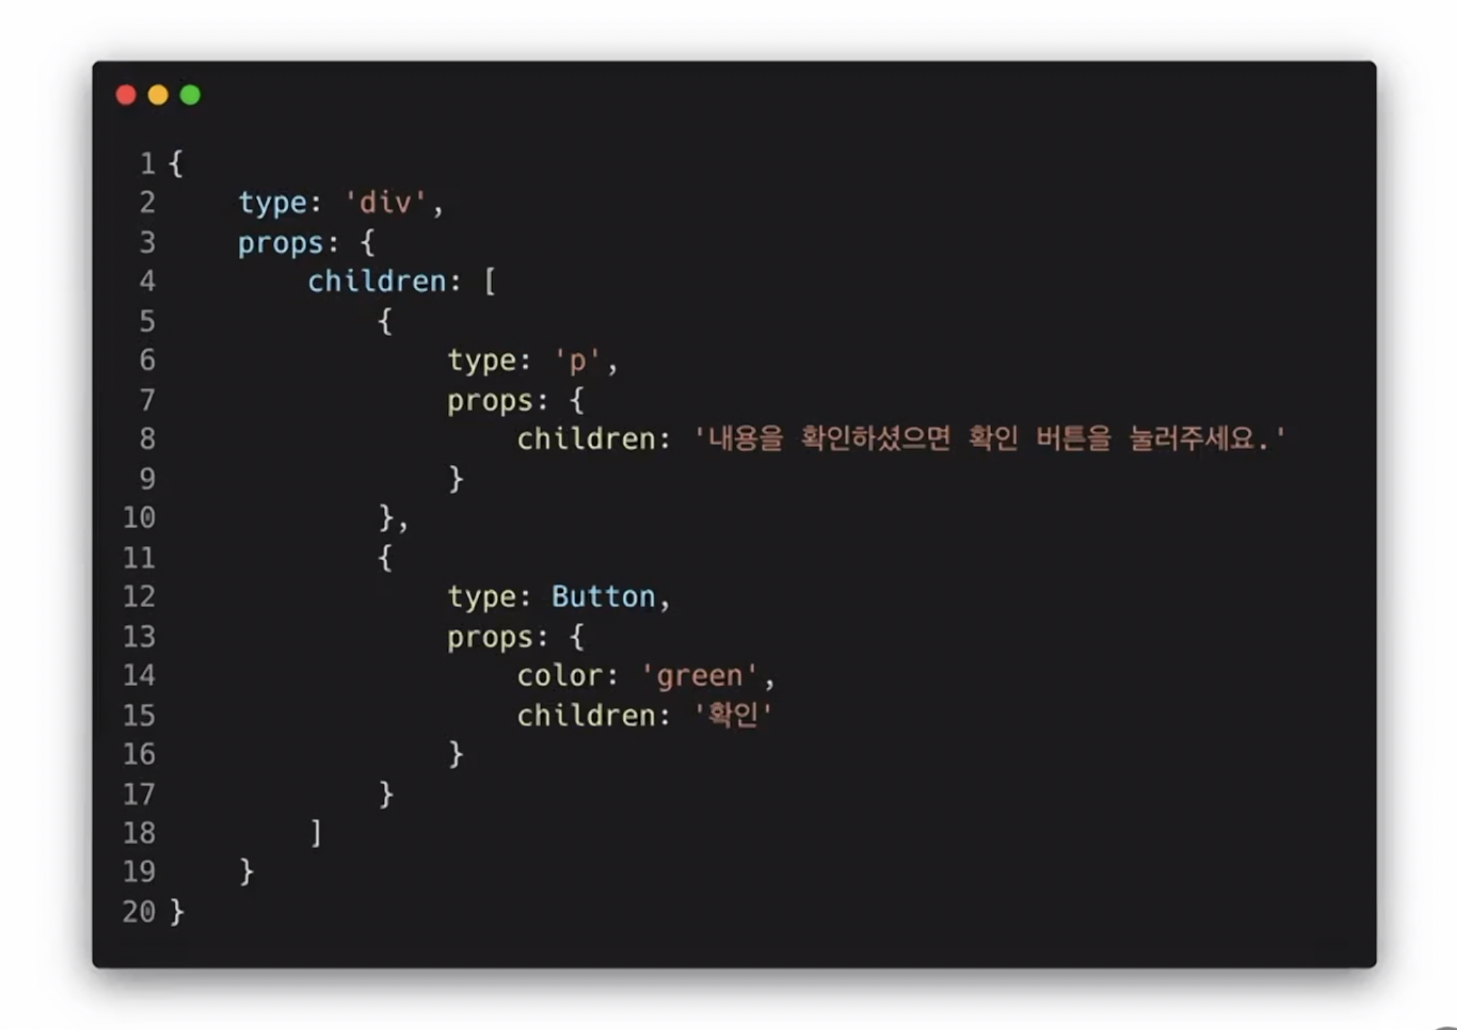 1 {
2     type: 'div',
3     props: {
4         children: [
5             {
6                 type: 'p',
7                 props: {
8                     children: '내용을 확인하셨으면 확인 버튼을 눌러주세요.'
9                 }
10             },
11             {
12                 type: Button,
13                 props: {
14                     color: 'green',
15                     children: '확인'
16                 }
17             }
18         ]
19     }
20 }